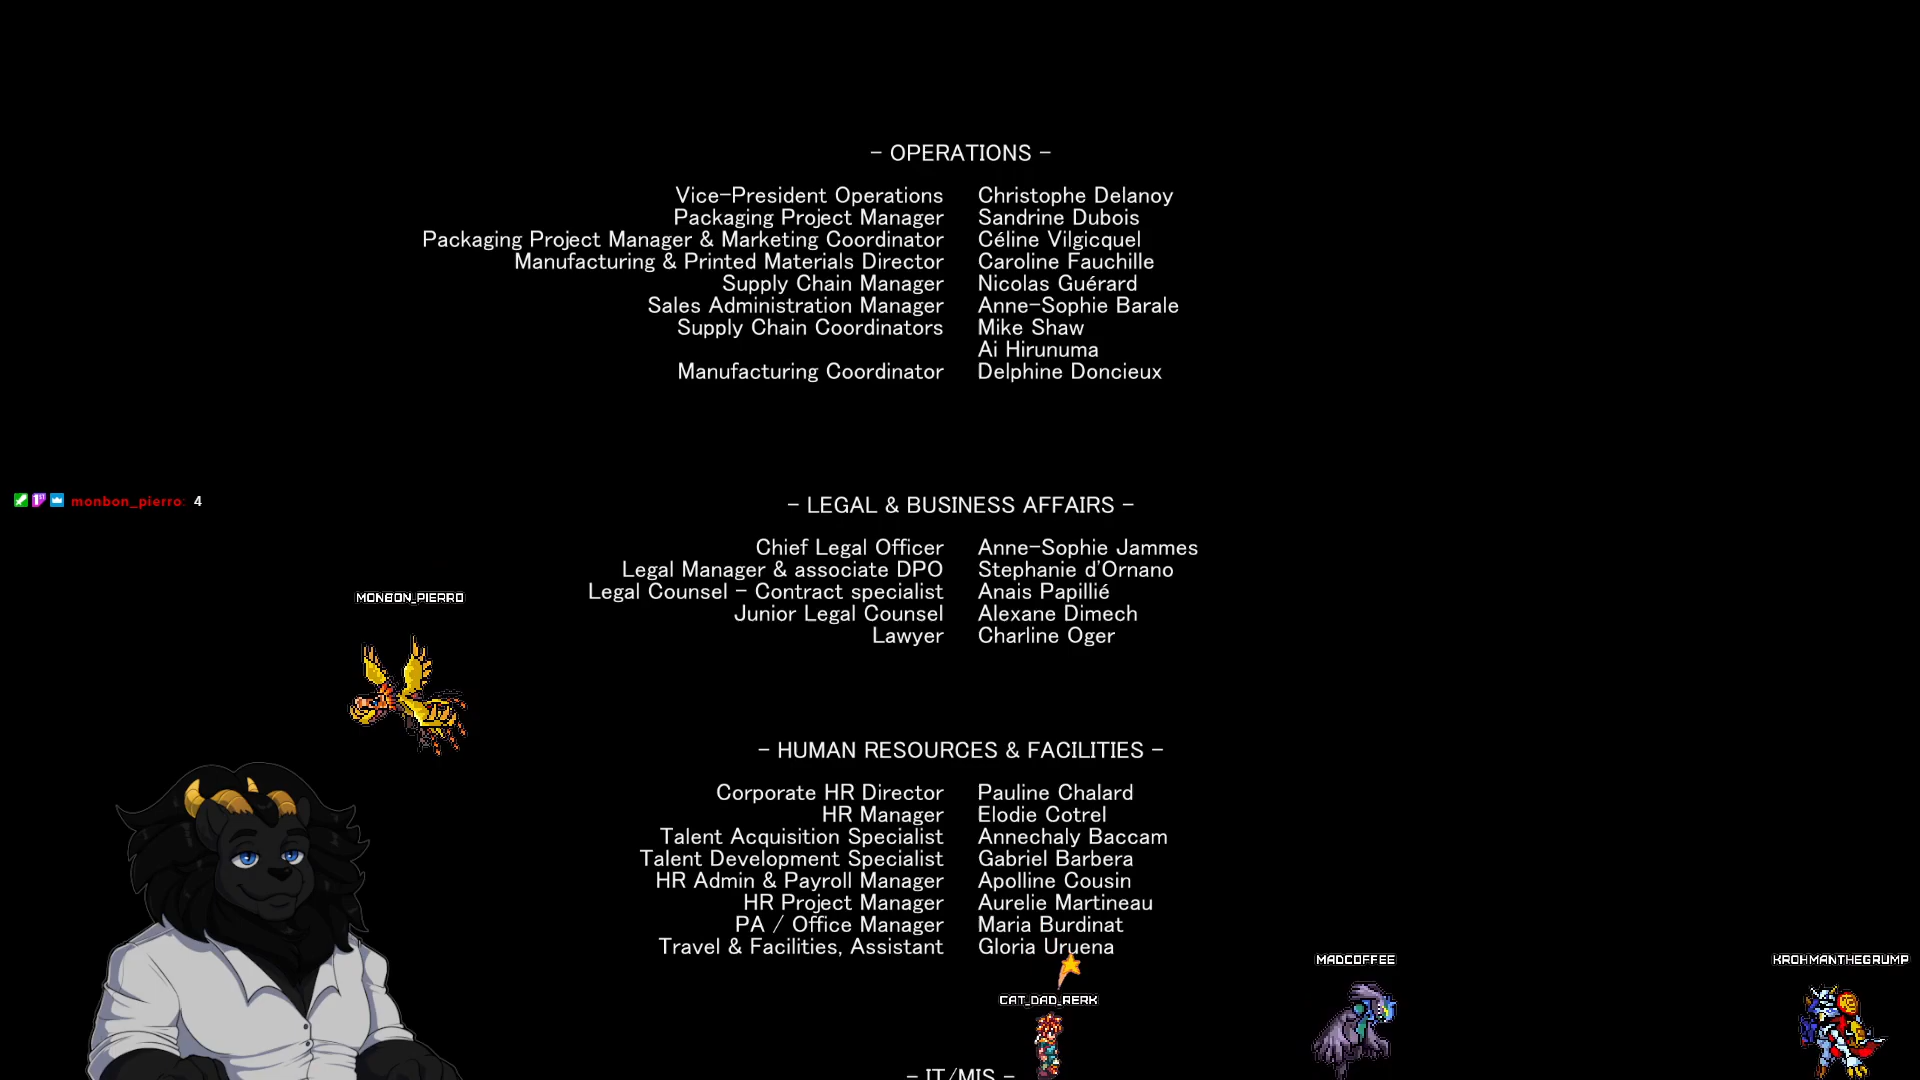 - OPERATIONS -
Vice-President Operations Christophe Delanoy
Packaging Project Manager Sandrine Dubois
Packaging Project Manager & Marketing Coordinator Céline Vilgicquel
Manufacturing & Printed Materials Director Caroline Fauchille
Supply Chain Manager Nicolas Guérard
Sales Administration Manager Anne-Sophie Barale
Supply Chain Coordinators Mike Shaw
Ai Hirunuma
Manufacturing Coordinator Delphine Doncieux
monbon_pierro: 4
- LEGAL & BUSINESS AFFAIRS -
Chief Legal Officer Anne-Sophie Jammes
Legal Manager & associate DPO Stephanie d'Ornano
Legal Counsel - Contract specialist Anais Papillié
Junior Legal Counsel Alexane Dimech
Lawyer Charline Oger
MONBON_PIERRO
- HUMAN RESOURCES & FACILITIES -
Corporate HR Director Pauline Chalard
HR Manager Elodie Cotrel
Talent Acquisition Specialist Annechaly Baccam
Talent Development Specialist Gabriel Barbera
HR Admin & Payroll Manager Apolline Cousin
HR Project Manager Aurelie Martineau
PA / Office Manager Maria Burdinat
Travel & Facilities, Assistant Gloria Uruena
MADCOFFEE
KROHMANTHEGRUMP
CAT_DAD_RERK
- IT/MIS -